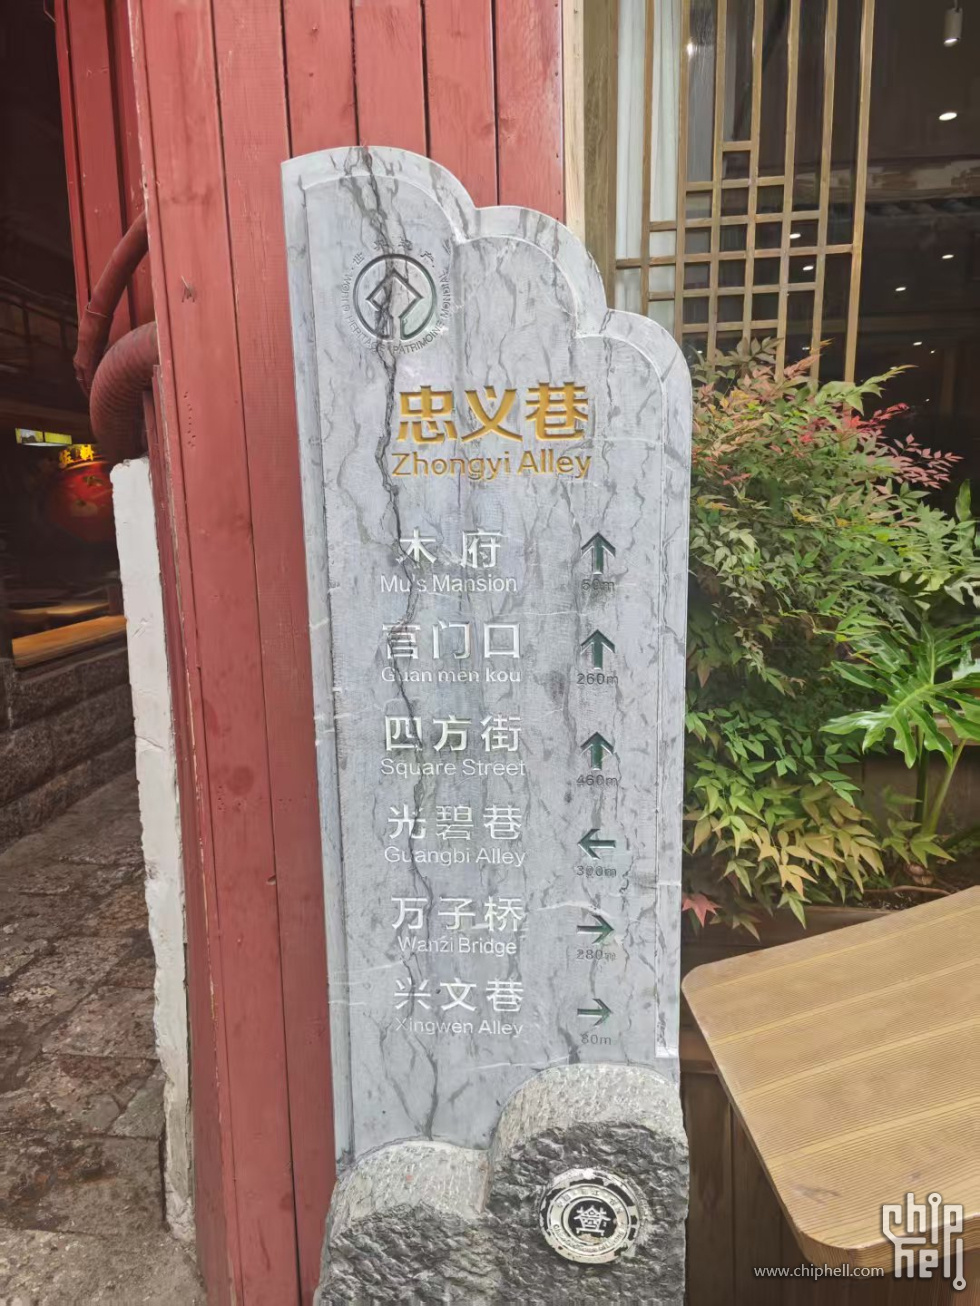 忠义巷
Zhongyi Alley
木府
Mu's Mansion
50m
官门口
Guan men kou
260m
四方街
Square Street
460m
光碧巷
Guangbi Alley
300m
万子桥
Wanzi Bridge
280m
兴文巷
Xingwen Alley
80m
chip
hell
www.chiphell.com